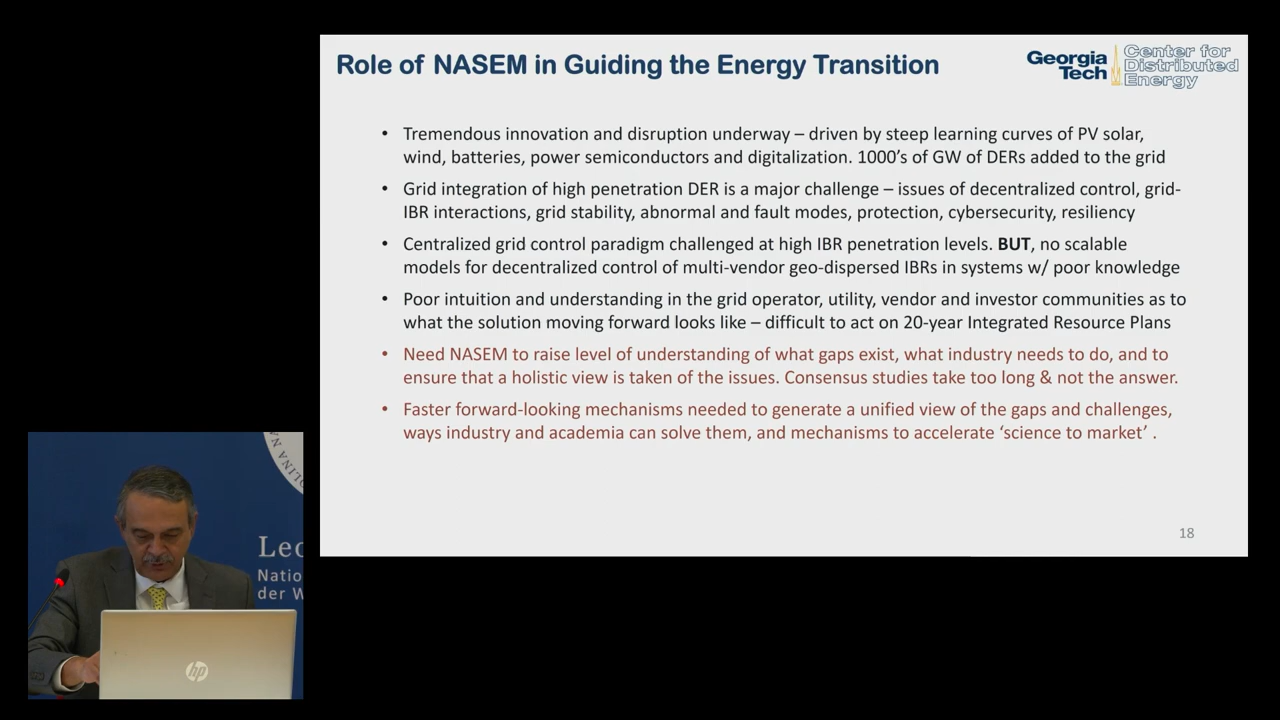 Role of NASEM in Guiding the Energy Transition
Georgia Tech
Center for Distributed Energy
• Tremendous innovation and disruption underway – driven by steep learning curves of PV solar,
wind, batteries, power semiconductors and digitalization. 1000’s of GW of DERs added to the grid
• Grid integration of high penetration DER is a major challenge – issues of decentralized control, grid-
IBR interactions, grid stability, abnormal and fault modes, protection, cybersecurity, resiliency
• Centralized grid control paradigm challenged at high IBR penetration levels. BUT, no scalable
models for decentralized control of multi-vendor geo-dispersed IBRs in systems w/ poor knowledge
• Poor intuition and understanding in the grid operator, utility, vendor and investor communities as to
what the solution moving forward looks like – difficult to act on 20-year Integrated Resource Plans
• Need NASEM to raise level of understanding of what gaps exist, what industry needs to do, and to
ensure that a holistic view is taken of the issues. Consensus studies take too long & not the answer.
• Faster forward-looking mechanisms needed to generate a unified view of the gaps and challenges,
ways industry and academia can solve them, and mechanisms to accelerate ‘science to market’ .
18
OLINA NA
Leo
Natio
der W
hp